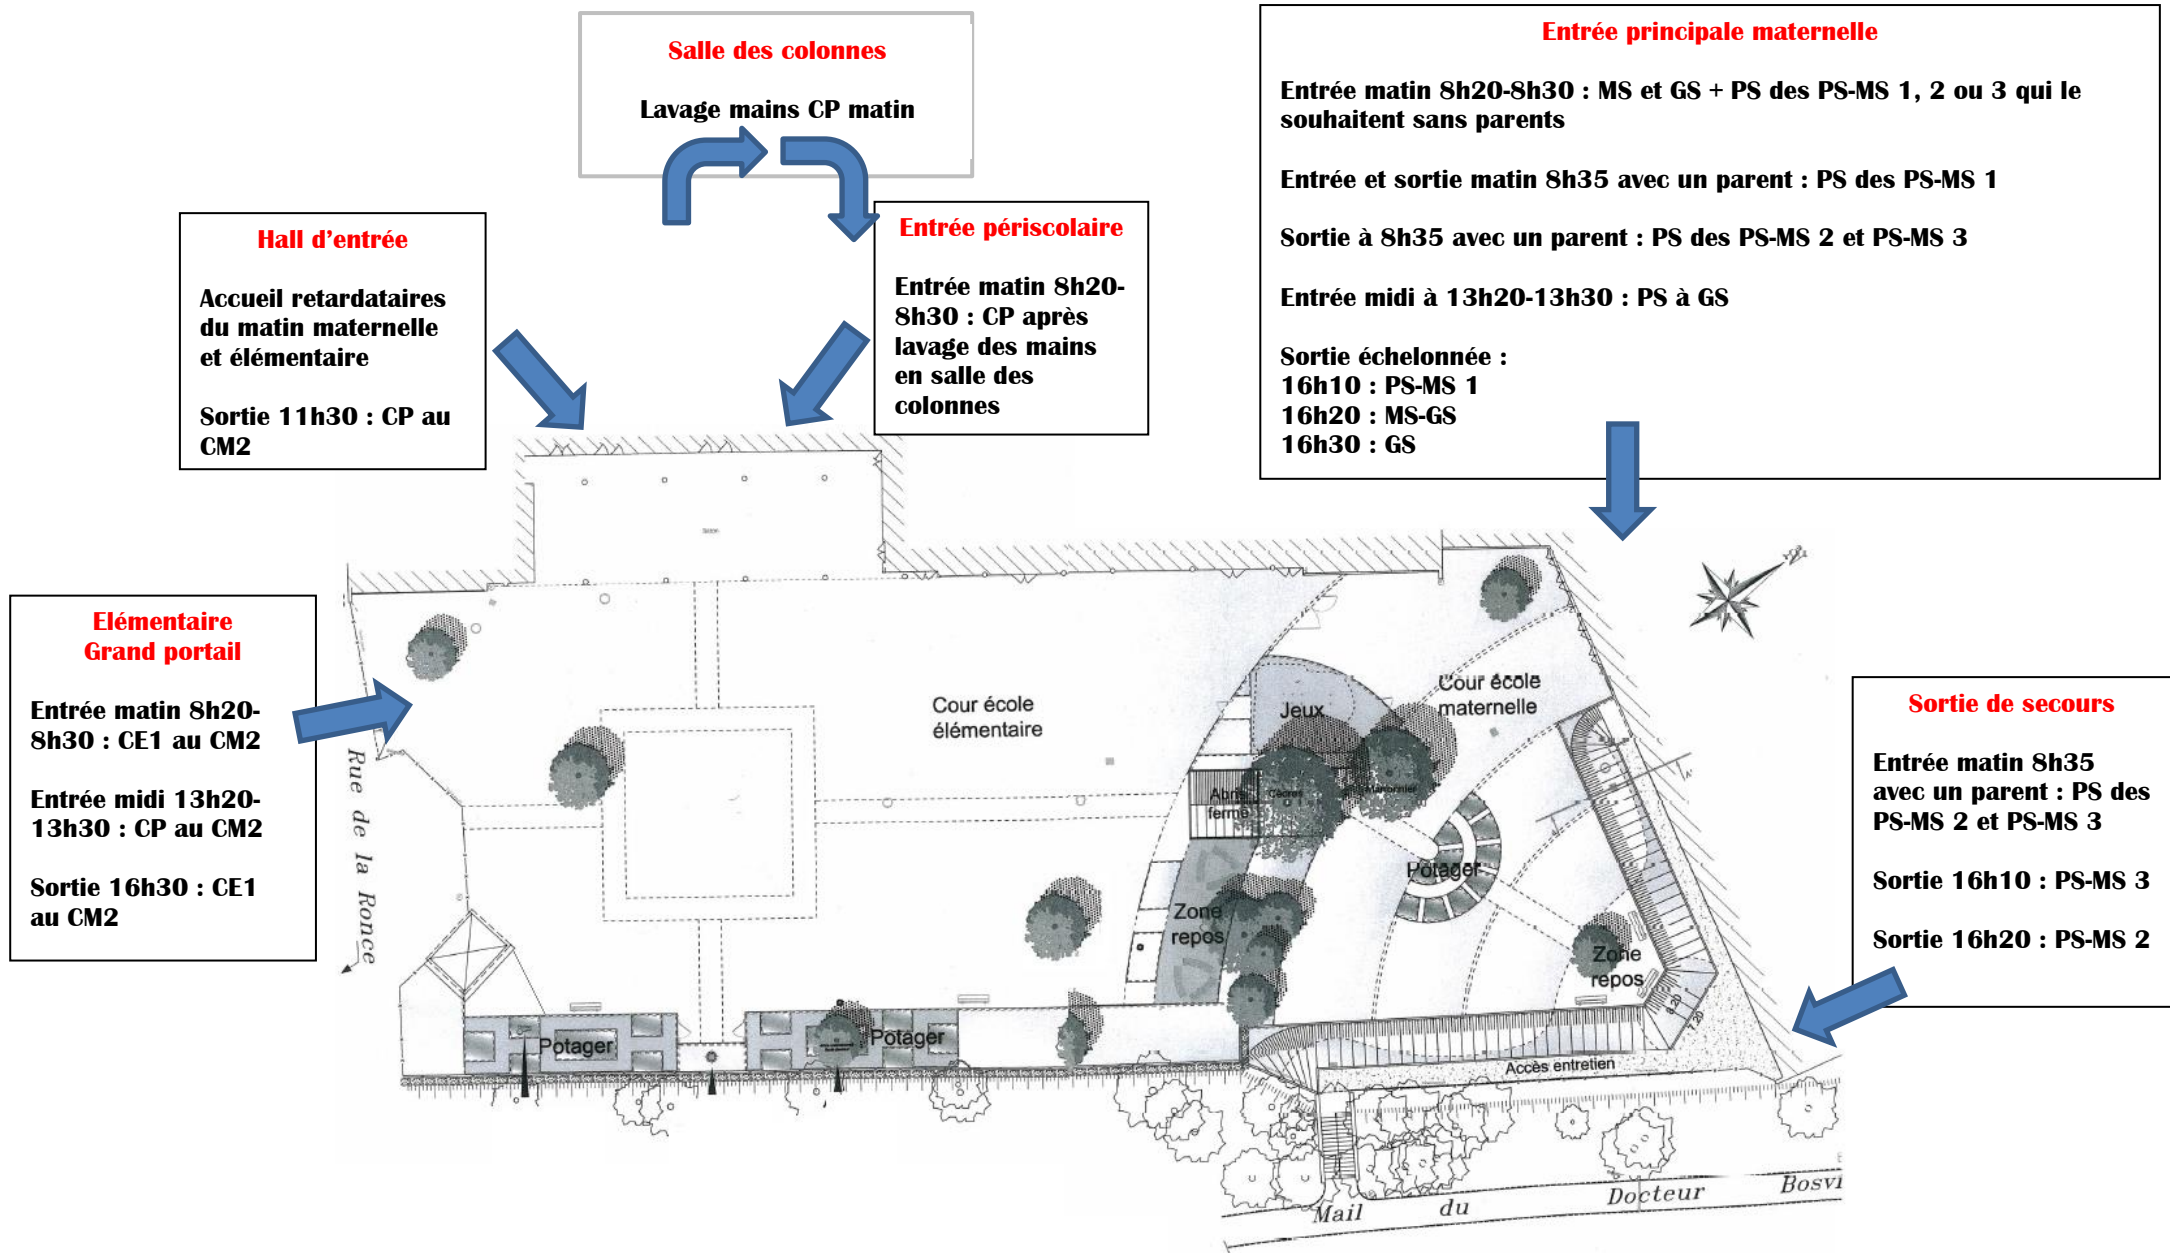 Salle des colonnes
Lavage mains CP matin
Entrée principale maternelle
Entrée matin 8h20-8h30 : MS et GS + PS des PS-MS 1, 2 ou 3 qui le
souhaitent sans parents
Entrée et sortie matin 8h35 avec un parent : PS des PS-MS 1
Sortie à 8h35 avec un parent : PS des PS-MS 2 et PS-MS 3
Entrée midi à 13h20-13h30 : PS à GS
Sortie échelonnée :
16h10 : PS-MS 1
16h20 : MS-GS
16h30 : GS
Hall d'entrée
Accueil retardataires
du matin maternelle
et élémentaire
Sortie 11h30 : CP au
CM2
Entrée périscolaire
Entrée matin 8h20-
8h30 : CP après
lavage des mains
en salle des
colonnes
Elémentaire
Grand portail
Entrée matin 8h20-
8h30 : CE1 au CM2
Entrée midi 13h20-
13h30 : CP au CM2
Sortie 16h30 : CE1
au CM2
Rue de la Ronce
Cour école
élémentaire
Jeux
Cour école
maternelle
Abris
fermé
Potager
Zone
repos
Zone
repos
8.20
7.20
Potager
Potager
Accès entretien
Sortie de secours
Entrée matin 8h35
avec un parent : PS des
PS-MS 2 et PS-MS 3
Sortie 16h10 : PS-MS 3
Sortie 16h20 : PS-MS 2
Mail du Docteur Bosvi